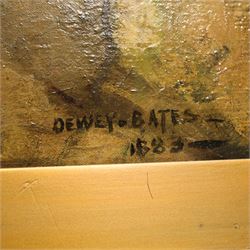 DEWEY. BATES —
1883 —